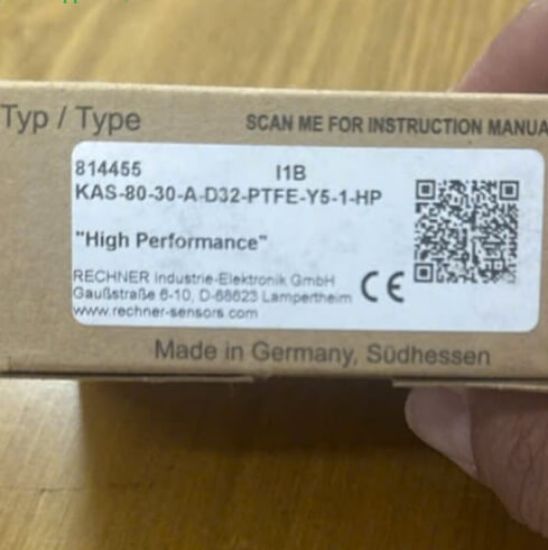 Typ / Type
SCAN ME FOR INSTRUCTION MANUA
814455 I1B
KAS-80-30-A-D32-PTFE-Y5-1-HP
"High Performance"
RECHNER Industrie-Elektronik GmbH
Gaußstraße 6-10, D-68623 Lampertheim
www.rechner-sensors.com
CE
Made in Germany, Südhessen